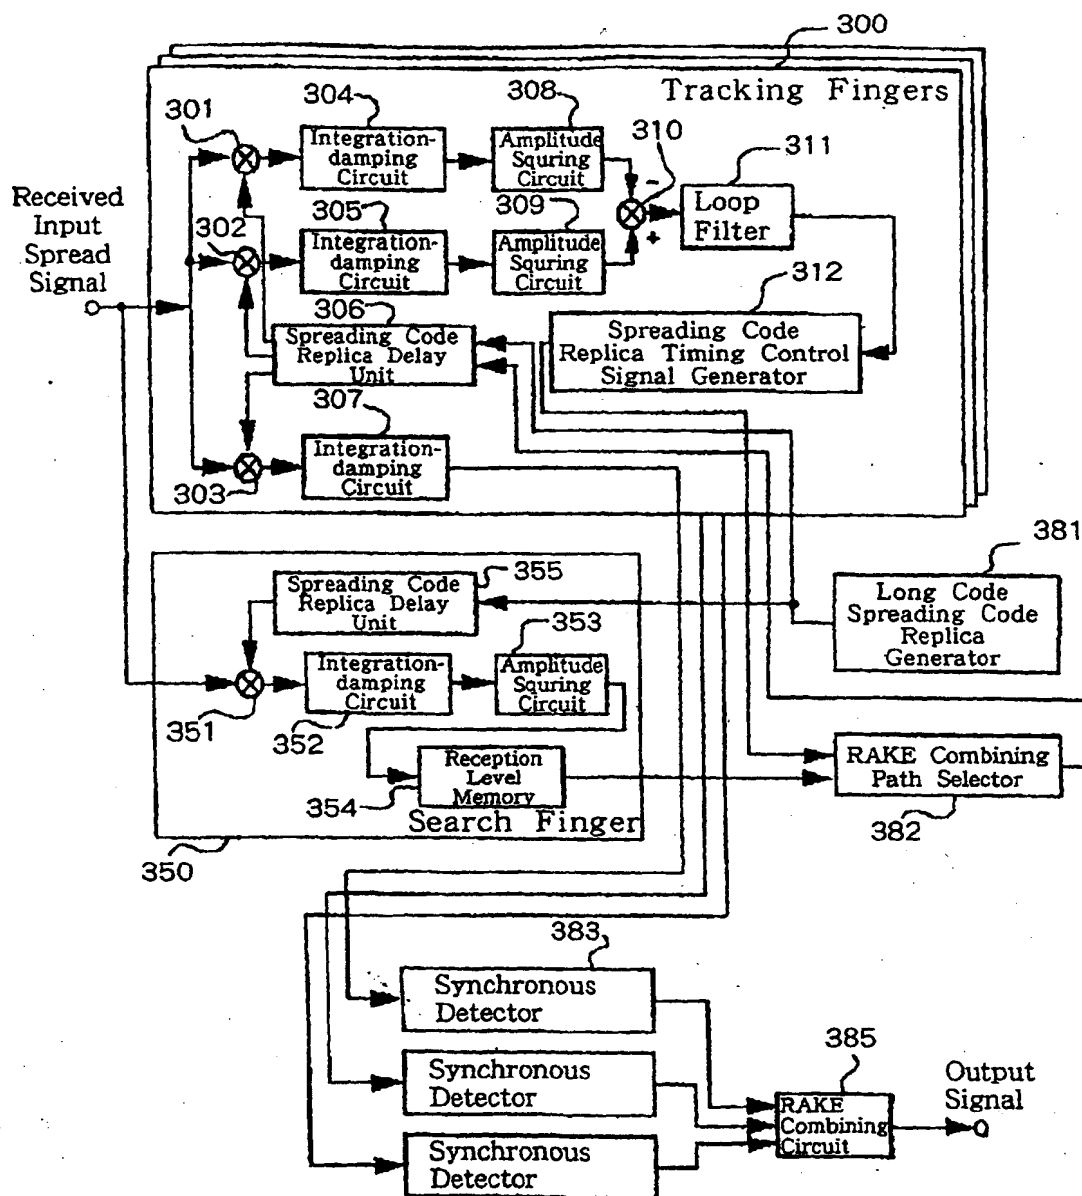 300
Tracking Fingers
301
304
308
310
311
Integration-
damping
Circuit
Amplitude
Squring
Circuit
-
Received
Input
Spread
Signal
302
305
309
+
Loop
Filter
Integration-
damping
Circuit
Amplitude
Squring
Circuit
312
306
Spreading Code
Replica Delay
Unit
Spreading Code
Replica Timing Control
Signal Generator
307
Integration-
damping
Circuit
303
381
355
Spreading Code
Replica Delay
Unit
Long Code
Spreading Code
Replica
Generator
353
Integration-
damping
Circuit
Amplitude
Squring
Circuit
351
352
Reception
Level
Memory
354
RAKE Combining
Path Selector
Search Finger
382
350
383
Synchronous
Detector
385
Synchronous
Detector
RAKE
Combining
Circuit
Output
Signal
Synchronous
Detector